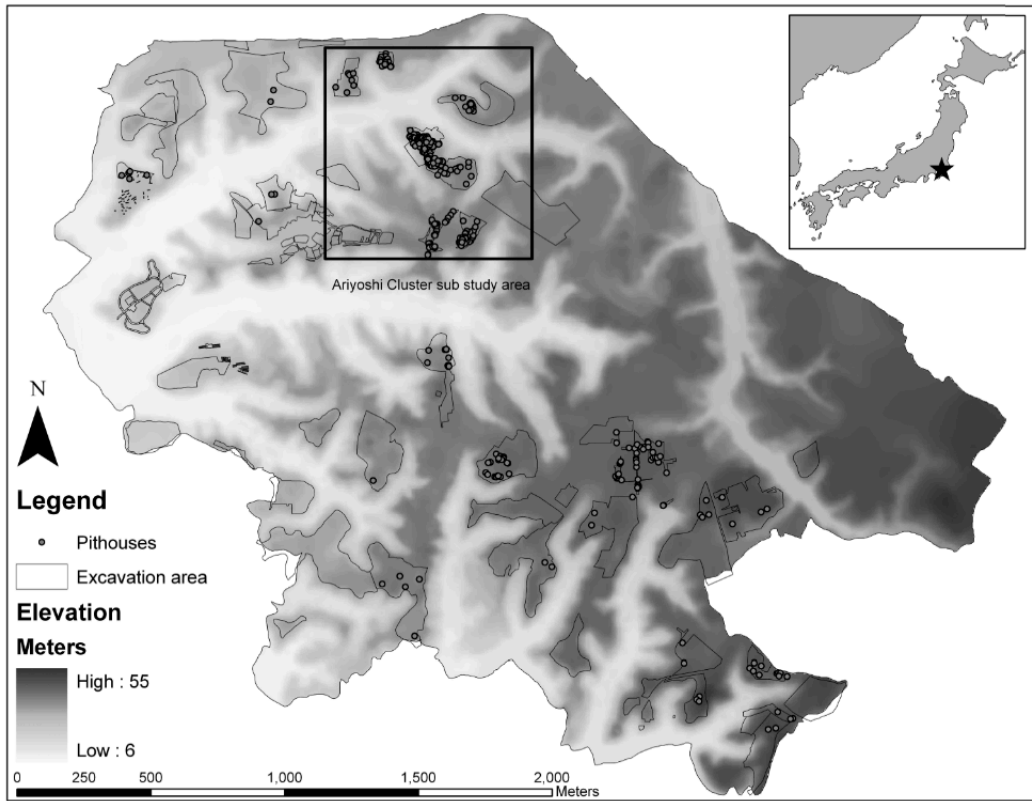 Ariyoshi Cluster sub study area
N
Legend
Pithouses
Excavation area
Elevation
Meters
High : 55
Low : 6
0 250 500 1,000 1,500 2,000
Meters